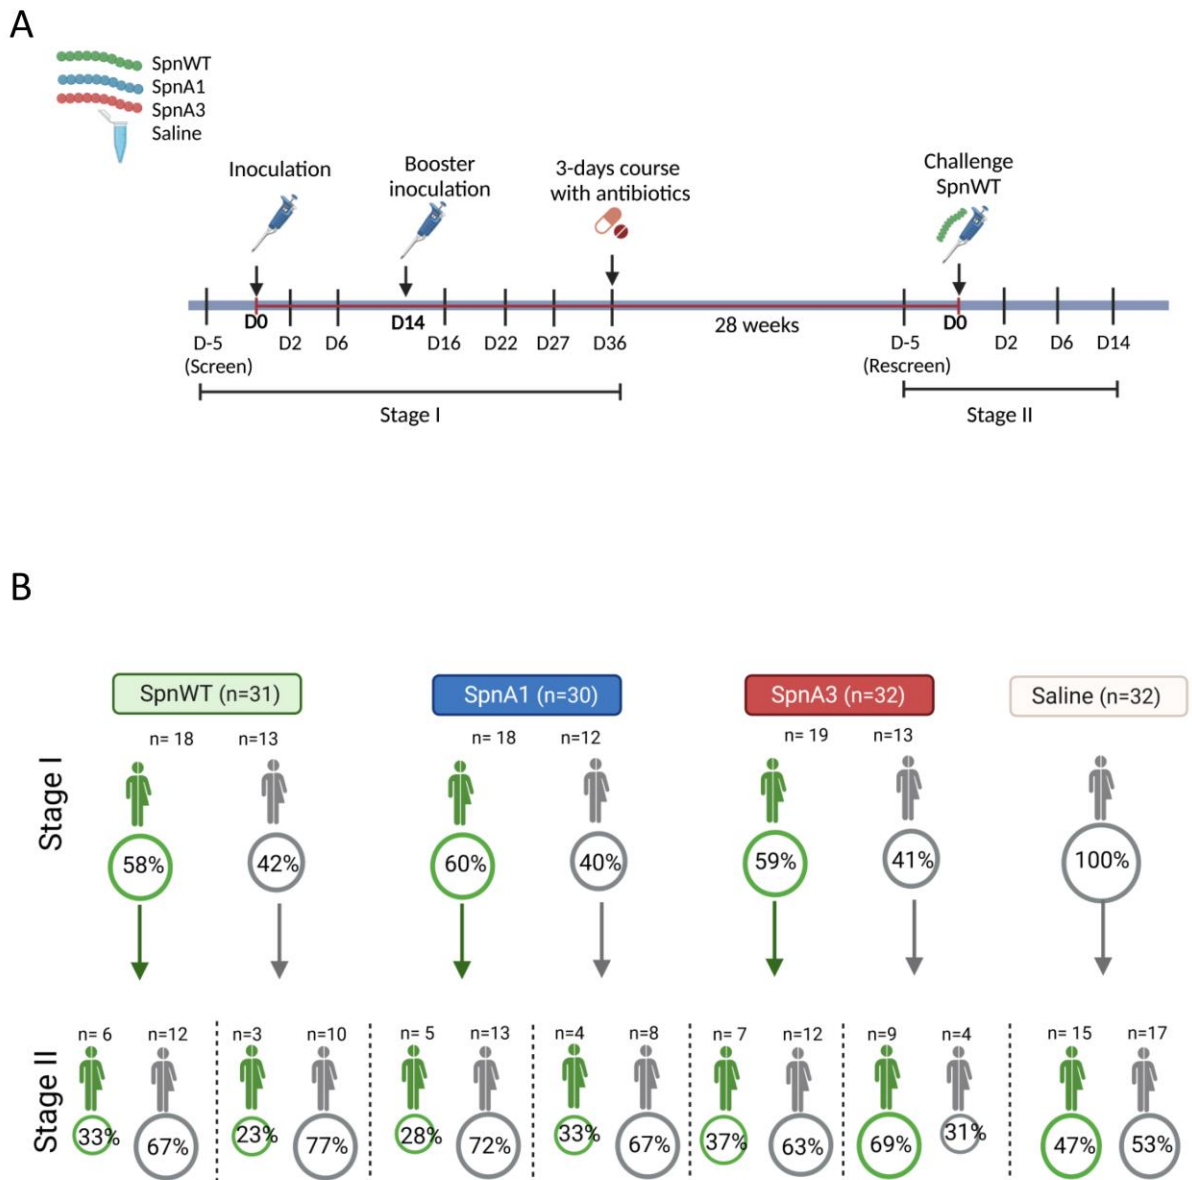 A
SpnWT
SpnA1
SpnA3
Saline
Inoculation
Booster
inoculation
3-days course
with antibiotics
Challenge
SpnWT
D0
D14
28 weeks
D0
D-5
(Screen)
D2
D6
D16
D22
D27
D36
D-5
(Rescreen)
D2
D6
D14
Stage I
Stage II
B
SpnWT (n=31)
SpnA1 (n=30)
SpnA3 (n=32)
Saline (n=32)
Stage I
n= 18
n=13
n= 18
n=12
n= 19
n=13
58%
42%
60%
40%
59%
41%
100%
Stage II
n= 6
n=12
n=3
n=10
n= 5
n=13
n=4
n=8
n= 7
n=12
n=9
n=4
n= 15
n=17
33%
67%
23%
77%
28%
72%
33%
67%
37%
63%
69%
31%
47%
53%